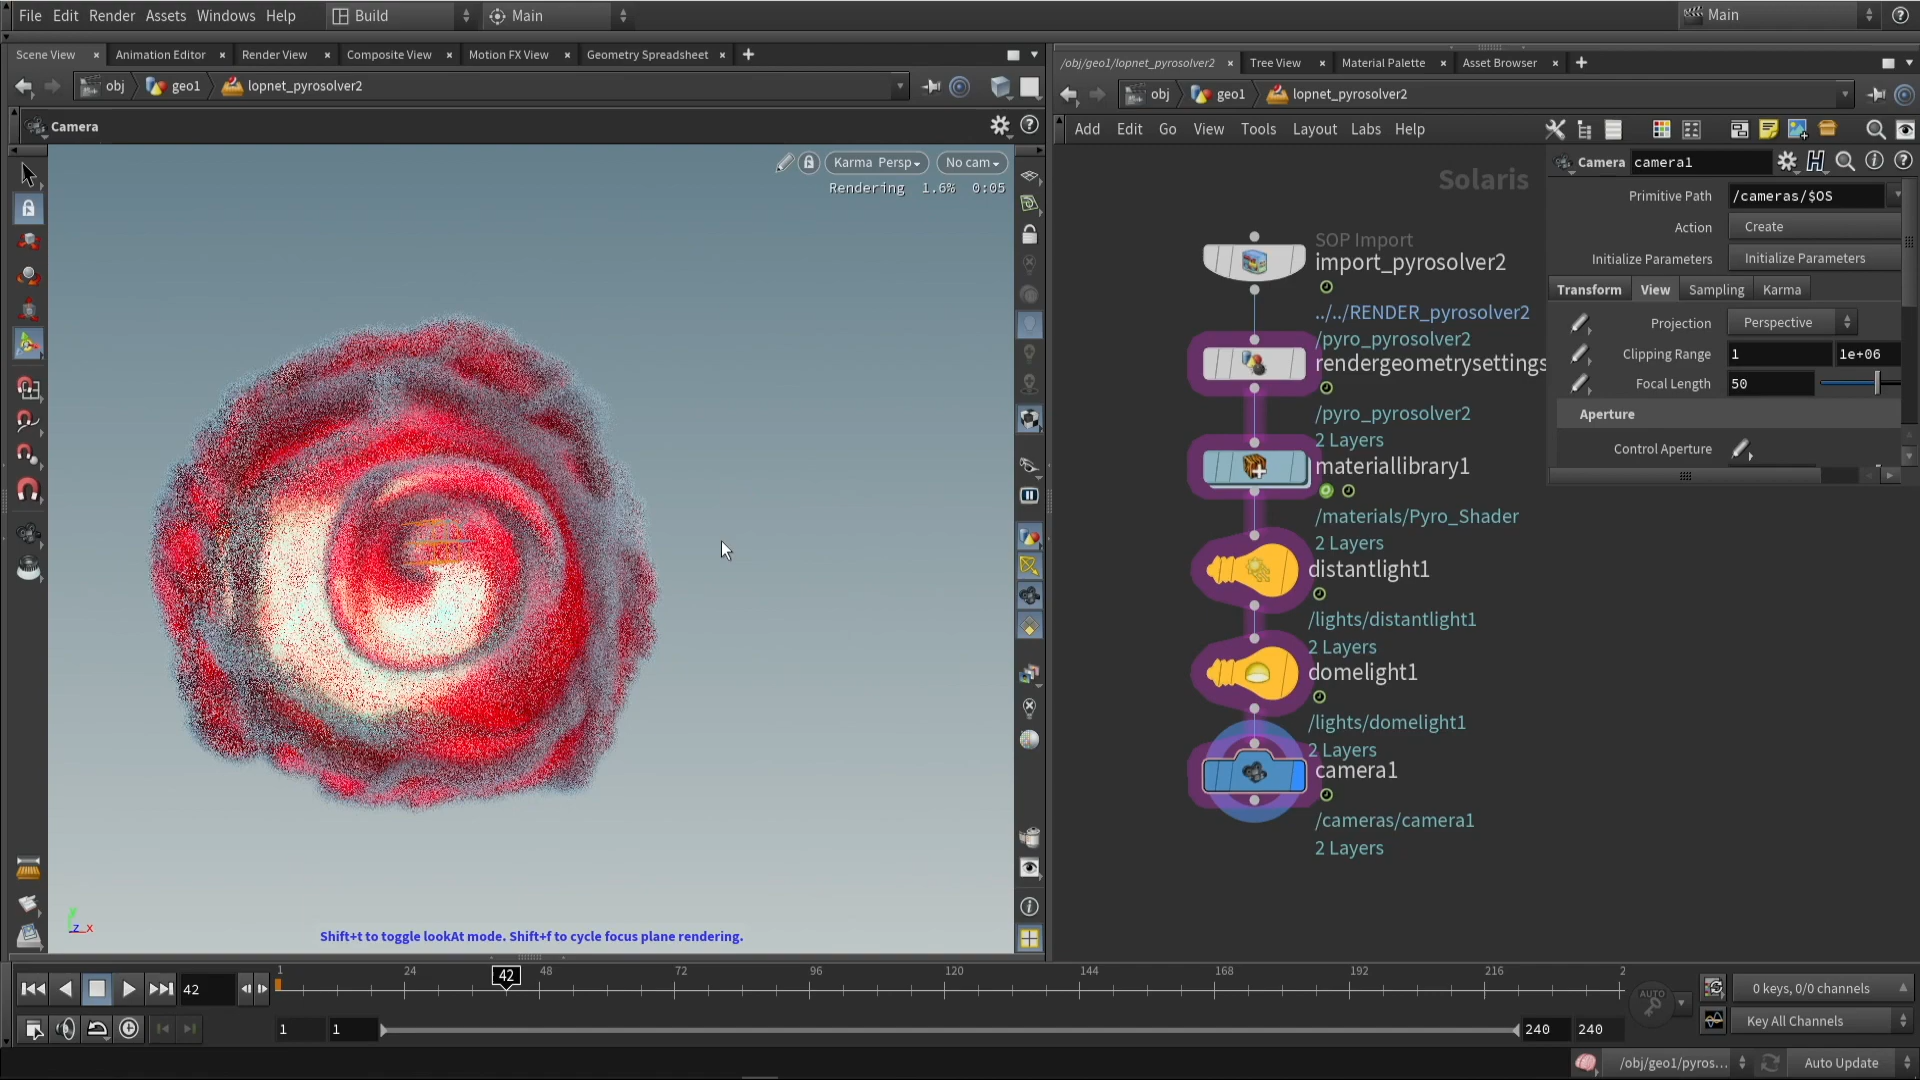 File Edit Render Assets Windows Help Build Main Main
Scene View Animation Editor Render View Composite View Motion FX View Geometry Spreadsheet
obj geo1 lopnet_pyrosolver2
Camera
Karma Persp No cam
Rendering 1.6% 0:05
Shift+t to toggle lookAt mode. Shift+f to cycle focus plane rendering.
/obj/geo1/lopnet_pyrosolver2 Tree View Material Palette Asset Browser
obj geo1 lopnet_pyrosolver2
Add Edit Go View Tools Layout Labs Help
Solaris
SOP Import
import_pyrosolver2
../../RENDER_pyrosolver2
/pyro_pyrosolver2
rendergeometrysettings
/pyro_pyrosolver2
2 Layers
materiallibrary1
/materials/Pyro_Shader
2 Layers
distantlight1
/lights/distantlight1
2 Layers
domelight1
/lights/domelight1
2 Layers
camera1
/cameras/camera1
2 Layers
Camera camera1
Primitive Path /cameras/$OS
Action Create
Initialize Parameters Initialize Parameters
Transform View Sampling Karma
Projection Perspective
Clipping Range 1 1e+06
Focal Length 50
Aperture
Control Aperture
z x
42
1 24 42 48 72 96 120 144 168 192 216 2
AUTO
0 keys, 0/0 channels
1 1 240 240
Key All Channels
/obj/geo1/pyros... Auto Update